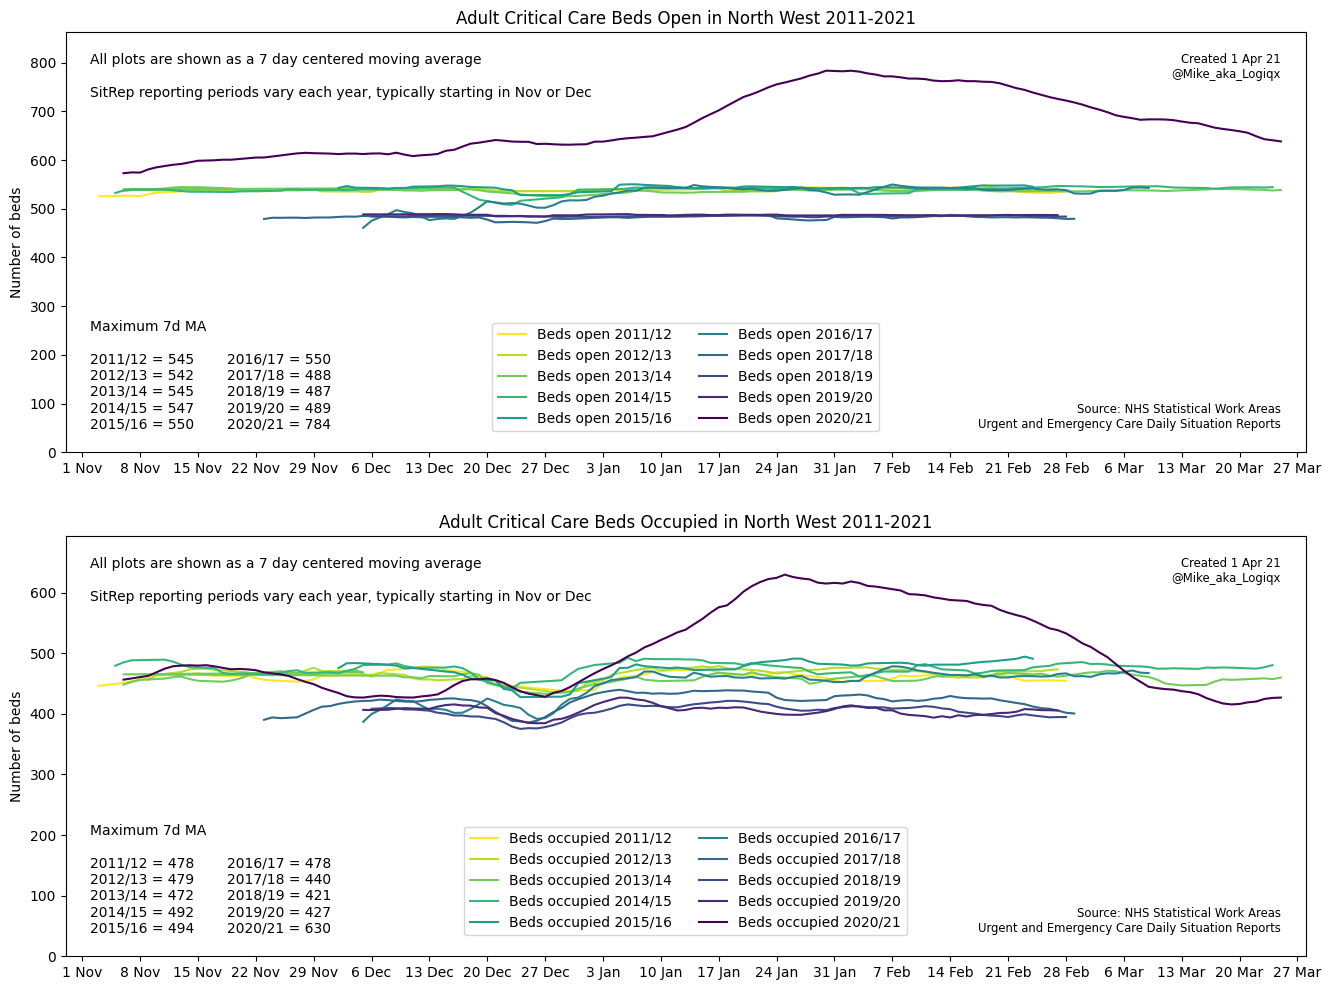 Adult Critical Care Beds Open in North West 2011-2021
All plots are shown as a 7 day centered moving average
Created 1 Apr 21
@Mike_aka_Logiqx
SitRep reporting periods vary each year, typically starting in Nov or Dec
800
700
600
500
400
300
200
100
0
Number of beds
Maximum 7d MA
2011/12 = 545 2016/17 = 550
2012/13 = 542 2017/18 = 488
2013/14 = 545 2018/19 = 487
2014/15 = 547 2019/20 = 489
2015/16 = 550 2020/21 = 784
Beds open 2011/12 Beds open 2016/17
Beds open 2012/13 Beds open 2017/18
Beds open 2013/14 Beds open 2018/19
Beds open 2014/15 Beds open 2019/20
Beds open 2015/16 Beds open 2020/21
Source: NHS Statistical Work Areas
Urgent and Emergency Care Daily Situation Reports
1 Nov 8 Nov 15 Nov 22 Nov 29 Nov 6 Dec 13 Dec 20 Dec 27 Dec 3 Jan 10 Jan 17 Jan 24 Jan 31 Jan 7 Feb 14 Feb 21 Feb 28 Feb 6 Mar 13 Mar 20 Mar 27 Mar
Adult Critical Care Beds Occupied in North West 2011-2021
All plots are shown as a 7 day centered moving average
Created 1 Apr 21
@Mike_aka_Logiqx
SitRep reporting periods vary each year, typically starting in Nov or Dec
600
500
400
300
200
100
0
Number of beds
Maximum 7d MA
2011/12 = 478 2016/17 = 478
2012/13 = 479 2017/18 = 440
2013/14 = 472 2018/19 = 421
2014/15 = 492 2019/20 = 427
2015/16 = 494 2020/21 = 630
Beds occupied 2011/12 Beds occupied 2016/17
Beds occupied 2012/13 Beds occupied 2017/18
Beds occupied 2013/14 Beds occupied 2018/19
Beds occupied 2014/15 Beds occupied 2019/20
Beds occupied 2015/16 Beds occupied 2020/21
Source: NHS Statistical Work Areas
Urgent and Emergency Care Daily Situation Reports
1 Nov 8 Nov 15 Nov 22 Nov 29 Nov 6 Dec 13 Dec 20 Dec 27 Dec 3 Jan 10 Jan 17 Jan 24 Jan 31 Jan 7 Feb 14 Feb 21 Feb 28 Feb 6 Mar 13 Mar 20 Mar 27 Mar